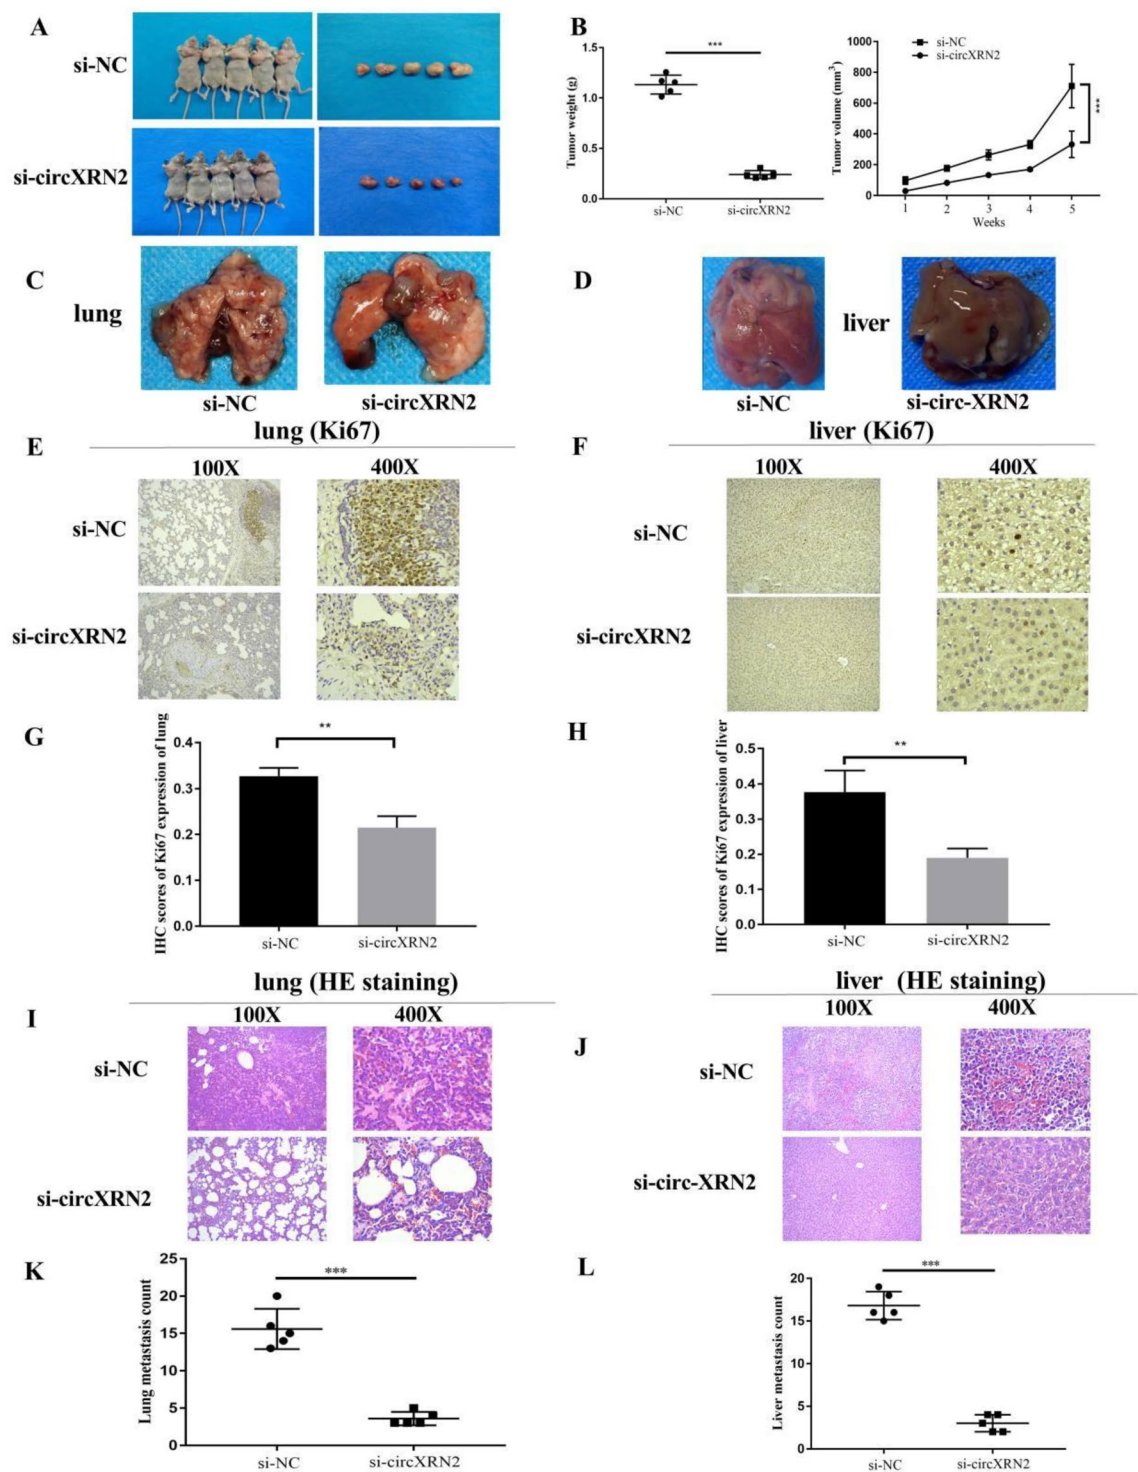 A
si-NC
si-circXRN2
B
Tumor weight (g)
1.5
1.0
0.5
0.0
***
si-NC
si-circXRN2
Tumor volume (mm3)
1000
800
600
400
200
0
si-NC
si-circXRN2
***
1 2 3 4 5
Weeks
C
lung
si-NC
si-circXRN2
D
liver
si-NC
si-circ-XRN2
E
lung (Ki67)
100X
400X
si-NC
si-circXRN2
F
liver (Ki67)
100X
400X
si-NC
si-circXRN2
G
IHC scores of Ki67 expression of lung
0.4
0.3
0.2
0.1
0.0
**
si-NC
si-circXRN2
H
IHC scores of Ki67 expression of liver
0.5
0.4
0.3
0.2
0.1
0.0
**
si-NC
si-circXRN2
I
lung (HE staining)
100X
400X
si-NC
si-circXRN2
J
liver (HE staining)
100X
400X
si-NC
si-circ-XRN2
K
Lung metastasis count
25
20
15
10
5
0
***
si-NC
si-circXRN2
L
Liver metastasis count
20
15
10
5
0
***
si-NC
si-circXRN2